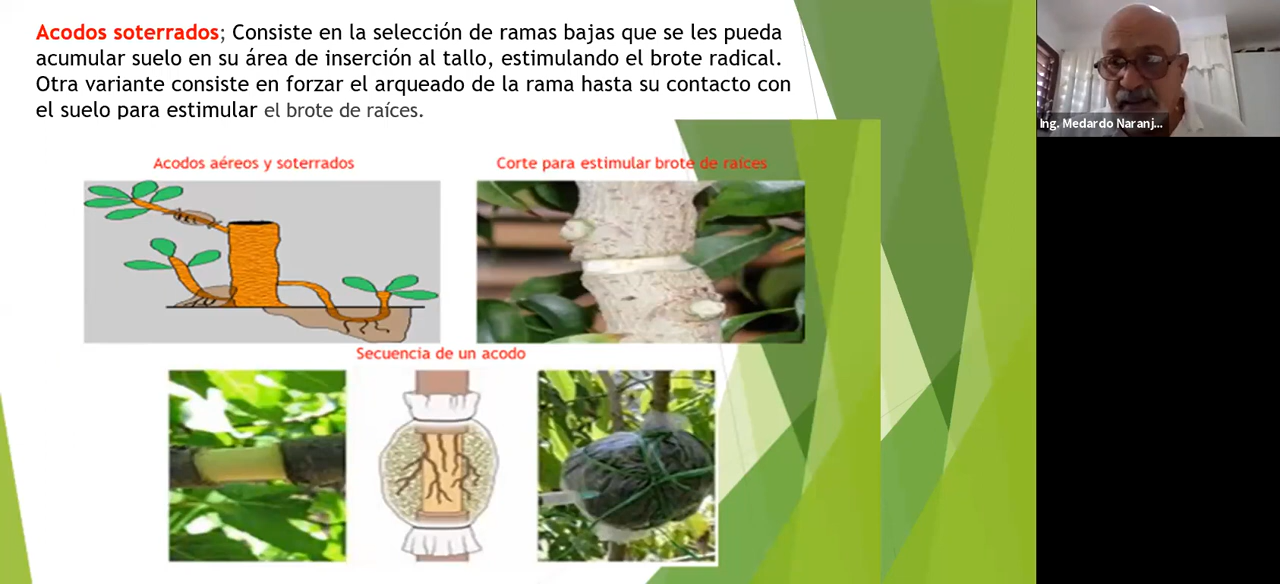 Acodos soterrados; Consiste en la selección de ramas bajas que se les pueda
acumular suelo en su área de inserción al tallo, estimulando el brote radical.
Otra variante consiste en forzar el arqueado de la rama hasta su contacto con
el suelo para estimular el brote de raíces.
Acodos aéreos y soterrados
Corte para estimular brote de raíces
Secuencia de un acodo
Ing. Medardo Naranj...